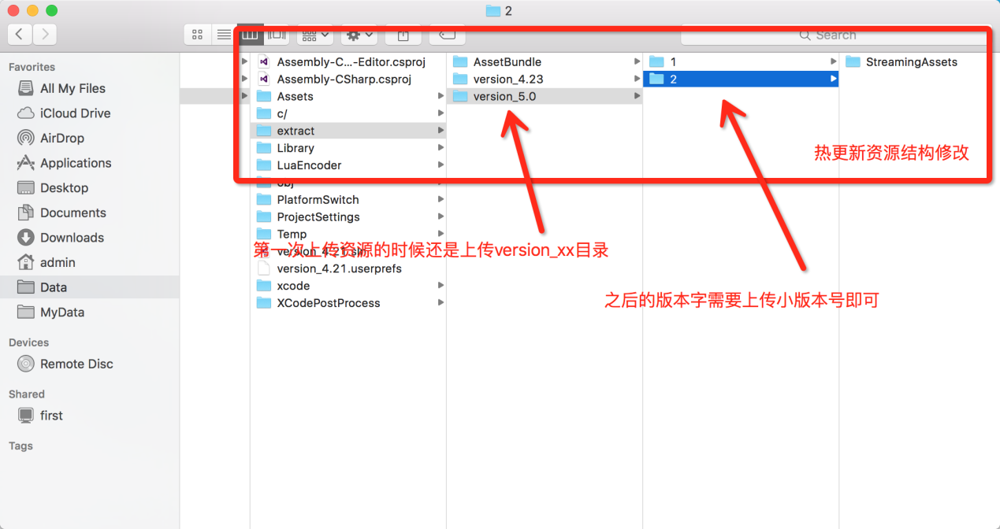 2
Search
Favorites
All My Files
iCloud Drive
AirDrop
Applications
Desktop
Documents
Downloads
admin
Data
MyData
Devices
Remote Disc
Shared
first
Tags
Assembly-C...-Editor.csproj
Assembly-CSharp.csproj
Assets
c/
extract
Library
LuaEncoder
obj
PlatformSwitch
ProjectSettings
Temp
version_4.21.sln
version_4.21.userprefs
xcode
XCodePostProcess
AssetBundle
version_4.23
version_5.0
1
2
StreamingAssets
热更新资源结构修改
第一次上传资源的时候还是上传version_xx目录
之后的版本字需要上传小版本号即可